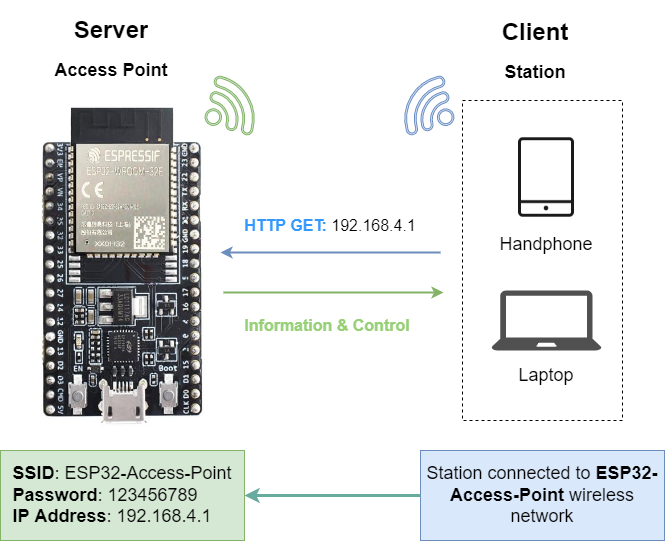 Server
Client
Access Point
Station
ESPRESSIF
ESP32-WROOM-32E
CE
HTTP GET: 192.168.4.1
Handphone
Information & Control
EN
Boot
Laptop
SSID: ESP32-Access-Point
Password: 123456789
IP Address: 192.168.4.1
Station connected to ESP32-
Access-Point wireless
network